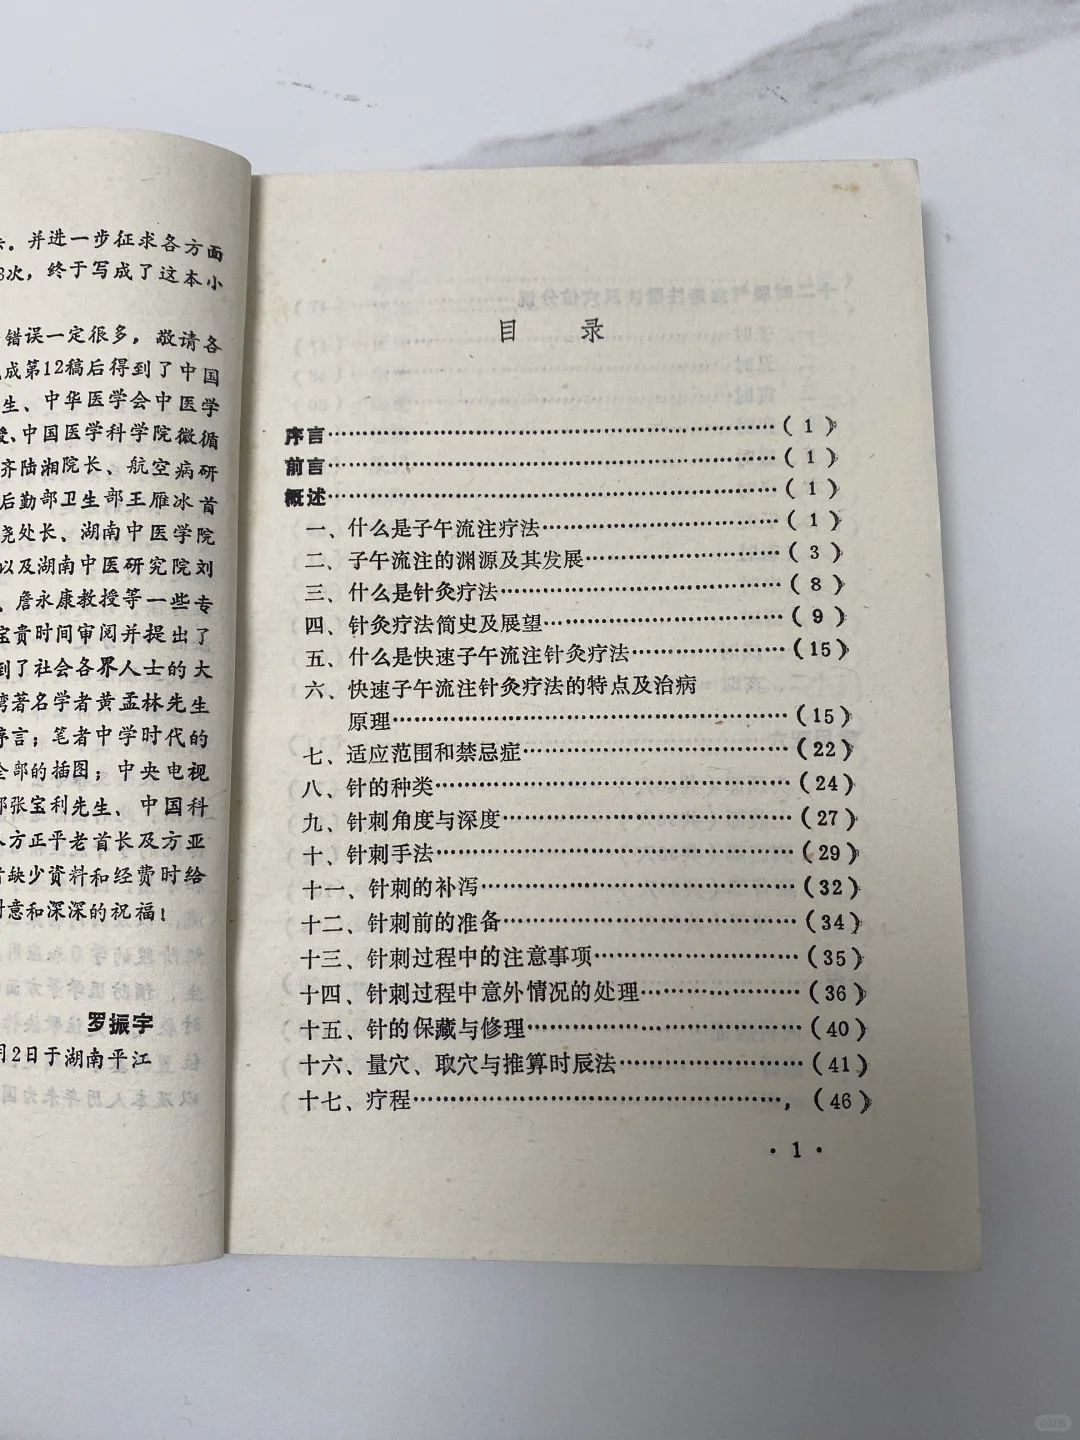 。并进一步征求各方面
3次，终于写成了这本小
错误一定很多，敬请各
成第12稿后得到了中国
生、中华医学会中医学
、中国医学科学院微循
齐陆湘院长、航空病研
后勤部卫生部王雁冰首
处长、湖南中医学院
以及湖南中医研究院刘
、詹永康教授等一些专
宝贵时间审阅并提出了
到了社会各界人士的大
湾著名学者黄孟林先生
序言；笔者中学时代的
全部的插图；中央电视
部张宝利先生、中国科
方正平老首长及方亚
缺少资料和经费时给
谢意和深深的祝福！
罗振宇
月2日于湖南平江
目 录
序言……（1）
前言……（1）
概述……（1）
一、什么是子午流注疗法……（1）
二、子午流注的渊源及其发展……（3）
三、什么是针灸疗法……（8）
四、针灸疗法简史及展望……（9）
五、什么是快速子午流注针灸疗法……（15）
六、快速子午流注针灸疗法的特点及治病
原理……（15）
七、适应范围和禁忌症……（22）
八、针的种类……（24）
九、针刺角度与深度……（27）
十、针刺手法……（29）
十一、针刺的补泻……（32）
十二、针刺前的准备……（34）
十三、针刺过程中的注意事项……（35）
十四、针刺过程中意外情况的处理……（36）
十五、针的保藏与修理……（40）
十六、量穴、取穴与推算时辰法……（41）
十七、疗程……，（46）
· 1 ·